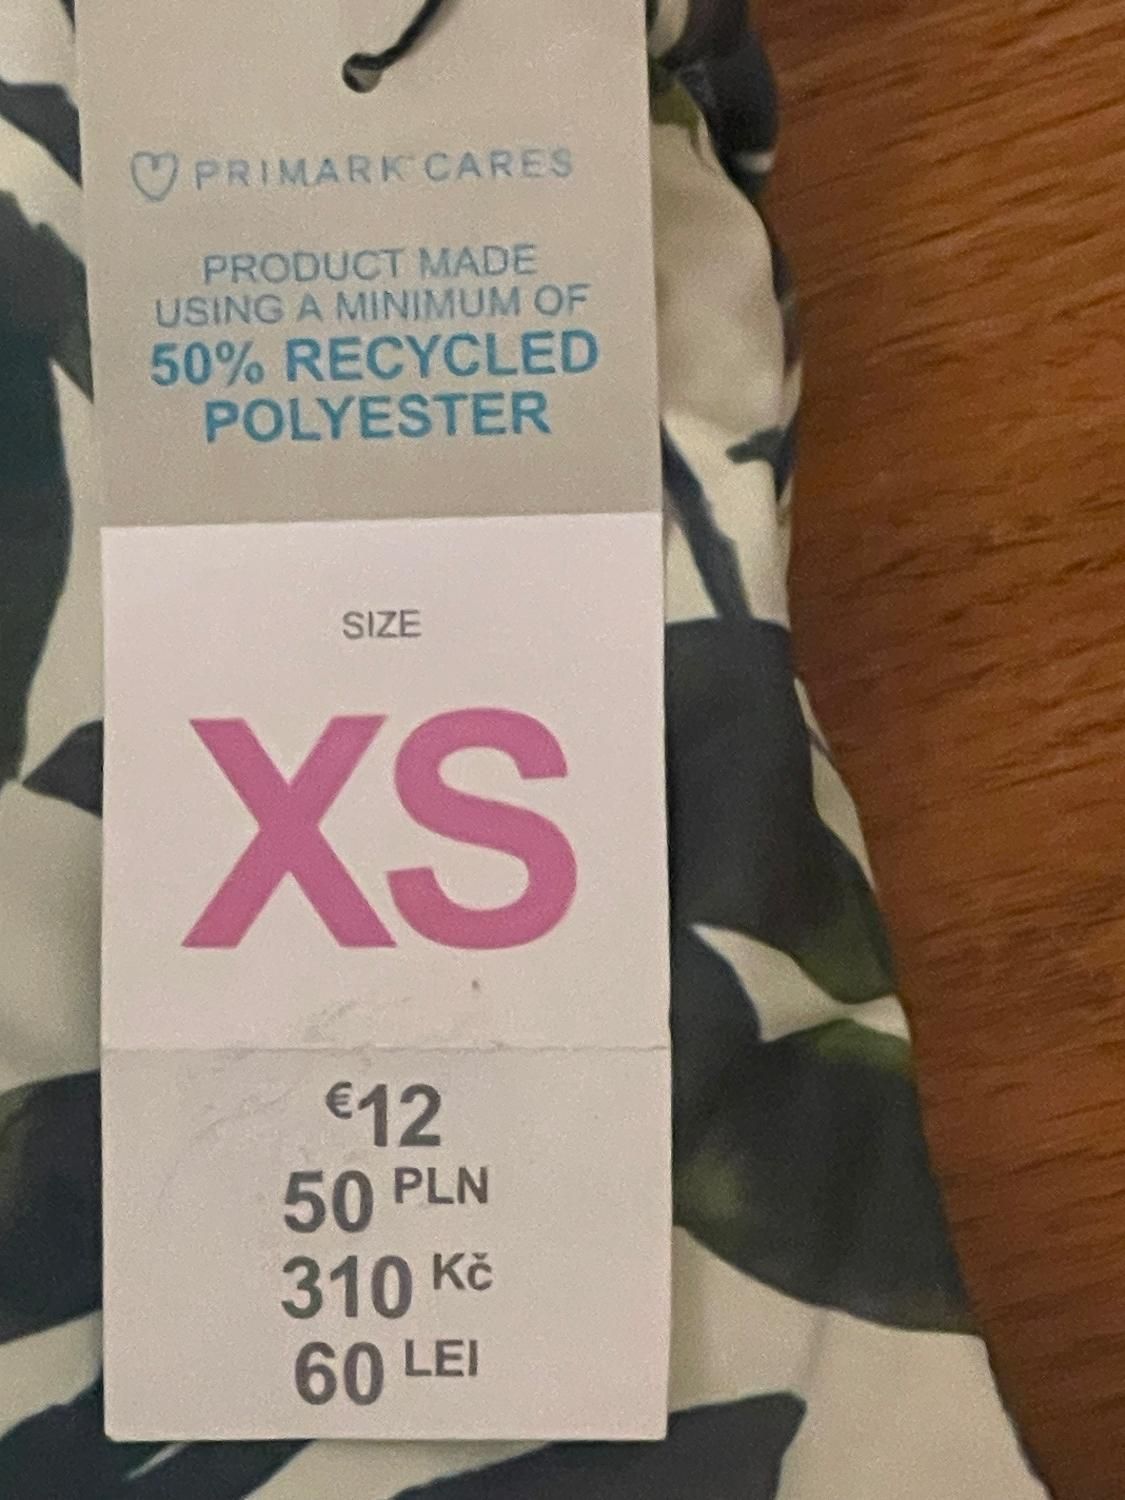 PRIMARK CARES
PRODUCT MADE
USING A MINIMUM OF
50% RECYCLED
POLYESTER
SIZE
XS
€12
50 PLN
310 Kč
60 LEI